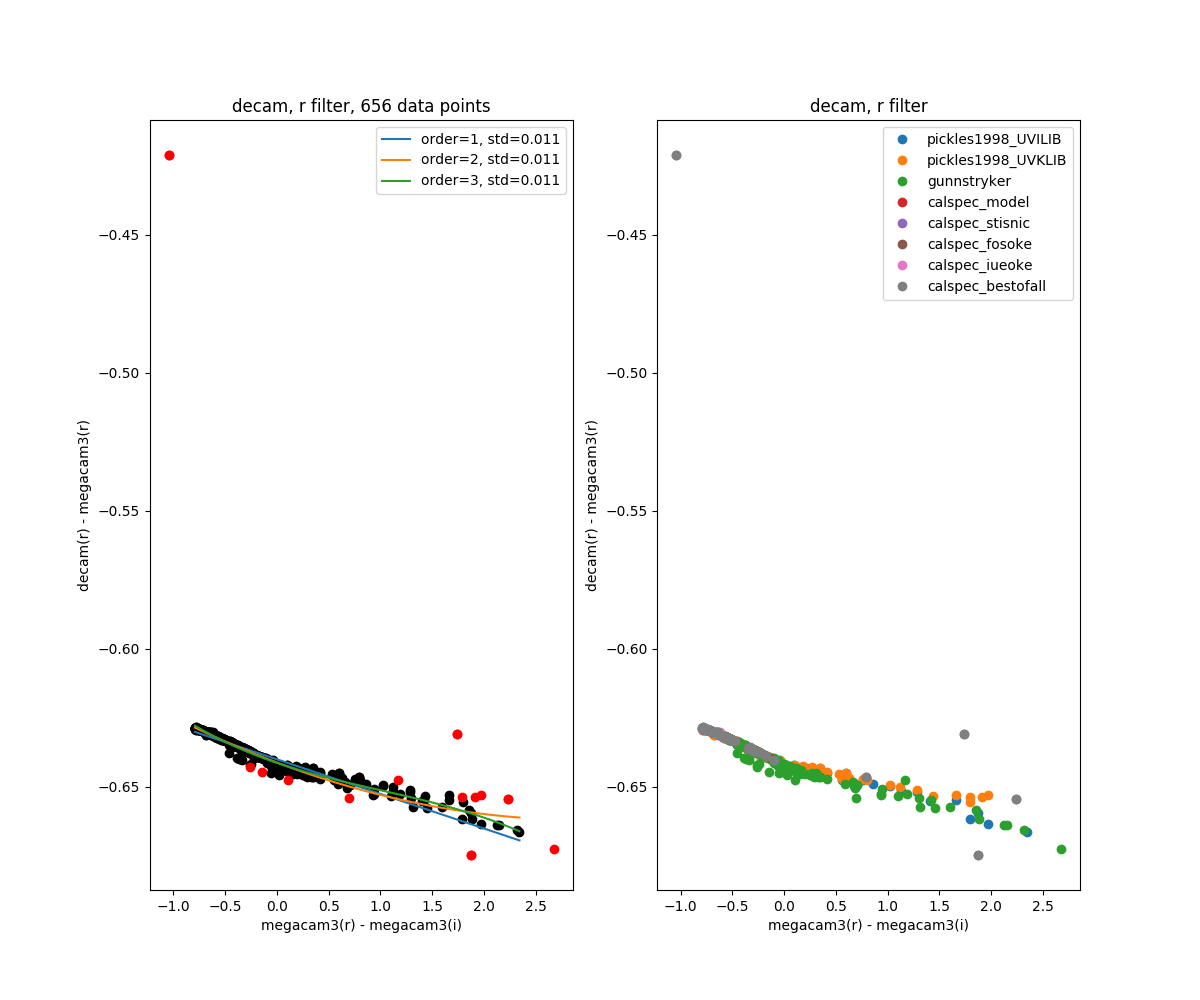 decam, r filter, 656 data points
order=1, std=0.011
order=2, std=0.011
order=3, std=0.011
−0.45
−0.50
−0.55
−0.60
−0.65
decam(r) - megacam3(r)
−1.0 −0.5 0.0 0.5 1.0 1.5 2.0 2.5
megacam3(r) - megacam3(i)
decam, r filter
pickles1998_UVILIB
pickles1998_UVKLIB
gunnstryker
calspec_model
calspec_stisnic
calspec_fosoke
calspec_iueoke
calspec_bestofall
−0.45
−0.50
−0.55
−0.60
−0.65
decam(r) - megacam3(r)
−1.0 −0.5 0.0 0.5 1.0 1.5 2.0 2.5
megacam3(r) - megacam3(i)